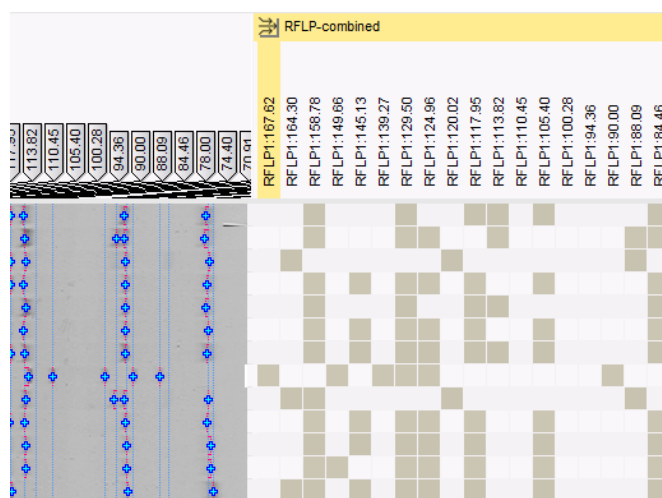 RFLP-combined
113.82
110.45
105.40
100.28
94.36
90.00
88.09
84.46
78.00
74.40
RFLP1:167.62
RFLP1:164.30
RFLP1:158.78
RFLP1:149.66
RFLP1:145.13
RFLP1:139.27
RFLP1:129.50
RFLP1:124.96
RFLP1:120.02
RFLP1:117.95
RFLP1:113.82
RFLP1:110.45
RFLP1:105.40
RFLP1:100.28
RFLP1:94.36
RFLP1:90.00
RFLP1:88.09
RFLP1:84.46